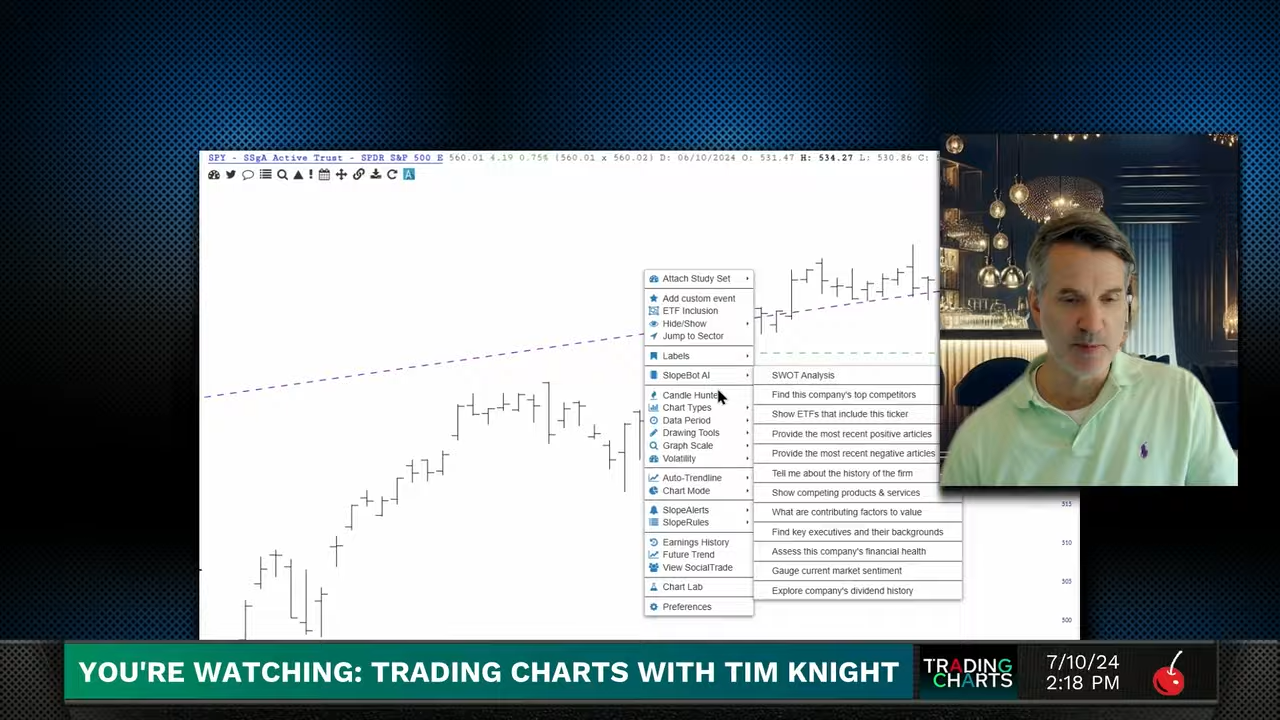 SPY - SSgA Active Trust - SPDR S&P 500 E 560.01 4.19 0.75% (560.01 x 560.02) D: 06/10/2024 O: 531.47 H: 534.27 L: 530.86 C:
A
Attach Study Set
Add custom event
ETF Inclusion
Hide/Show
Jump to Sector
Labels
SlopeBot AI
Candle Hunte
Chart Types
Data Period
Drawing Tools
Graph Scale
Volatility
Auto-Trendline
Chart Mode
SlopeAlerts
SlopeRules
Earnings History
Future Trend
View SocialTrade
Chart Lab
Preferences
SWOT Analysis
Find this company's top competitors
Show ETFs that include this ticker
Provide the most recent positive articles
Provide the most recent negative articles
Tell me about the history of the firm
Show competing products & services
What are contributing factors to value
Find key executives and their backgrounds
Assess this company's financial health
Gauge current market sentiment
Explore company's dividend history
515
510
505
500
YOU'RE WATCHING: TRADING CHARTS WITH TIM KNIGHT
TRADING
CHARTS
7/10/24
2:18 PM